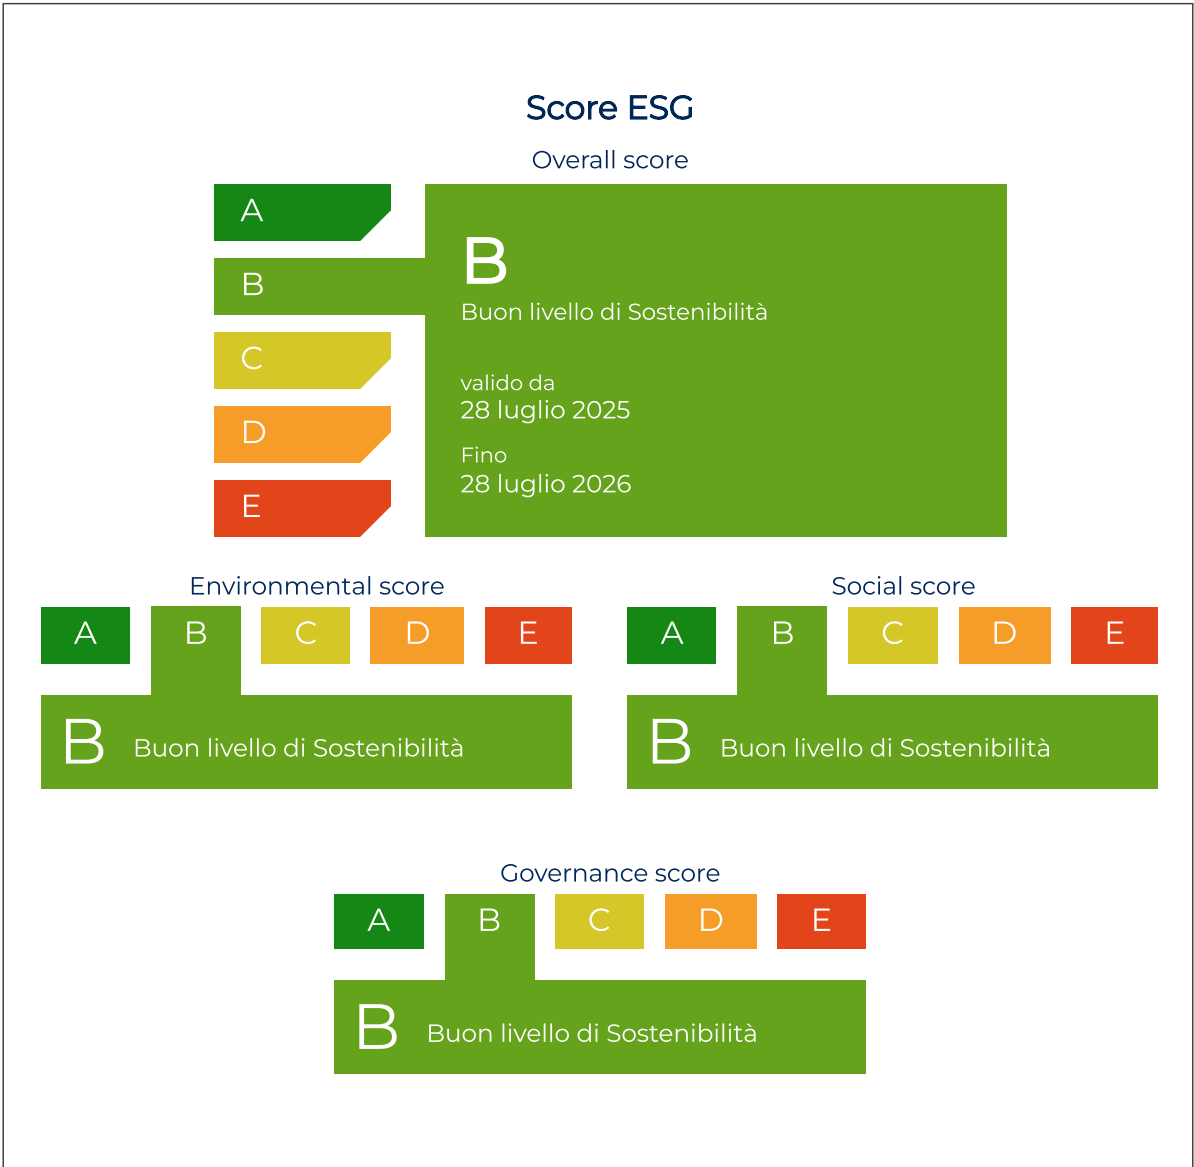 Score ESG
Overall score
A
B
C
D
E
B
Buon livello di Sostenibilità
valido da
28 luglio 2025
Fino
28 luglio 2026
Environmental score
A B C D E
B Buon livello di Sostenibilità
Social score
A B C D E
B Buon livello di Sostenibilità
Governance score
A B C D E
B Buon livello di Sostenibilità